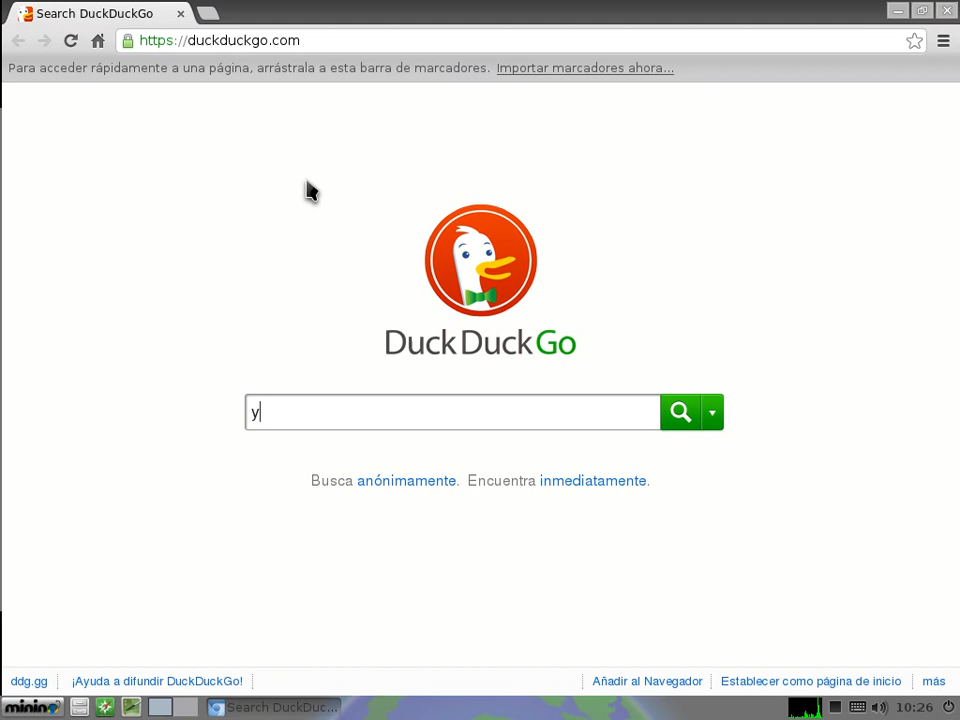 Search DuckDuckGo
https://duckduckgo.com
Para acceder rápidamente a una página, arrástrala a esta barra de marcadores. Importar marcadores ahora...
DuckDuckGo
y
Busca anónimamente. Encuentra inmediatamente.
ddg.gg ¡Ayuda a difundir DuckDuckGo! Añadir al Navegador Establecer como página de inicio más
minino Search DuckDuc... 10:26